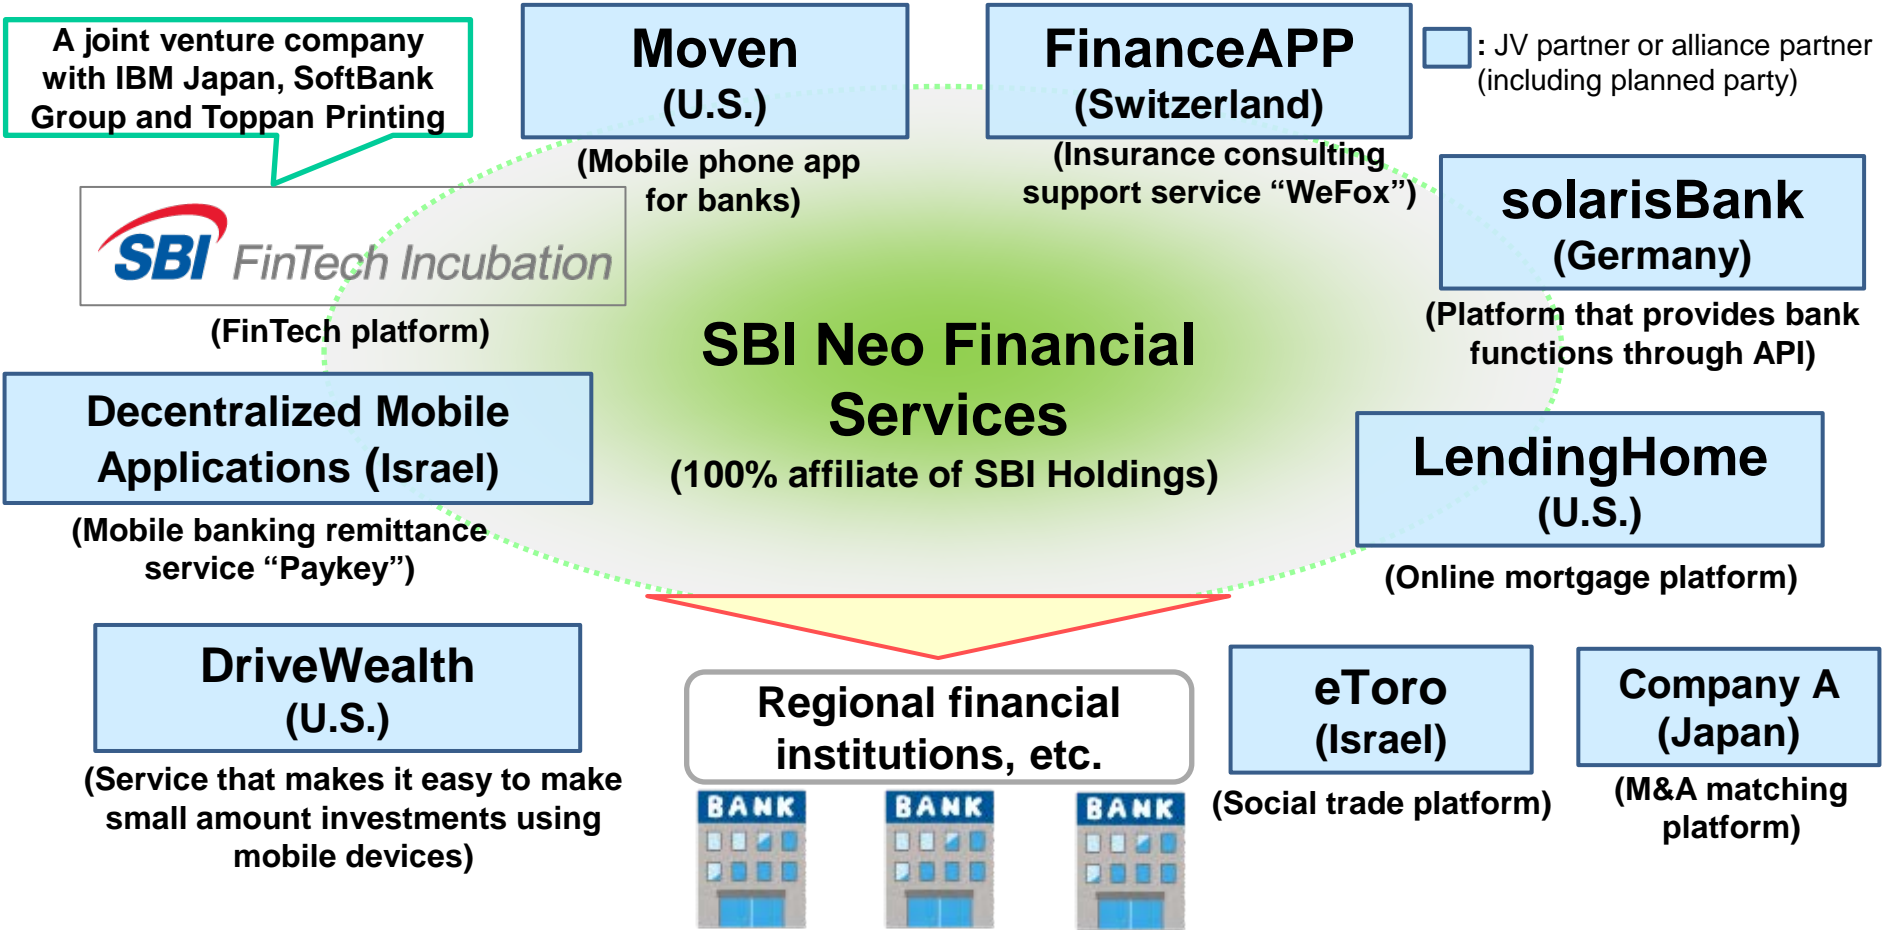 A joint venture company
with IBM Japan, SoftBank
Group and Toppan Printing
Moven
(U.S.)
(Mobile phone app
for banks)
FinanceAPP
(Switzerland)
(Insurance consulting
support service “WeFox”)
: JV partner or alliance partner
(including planned party)
SBI FinTech Incubation
(FinTech platform)
solarisBank
(Germany)
(Platform that provides bank
functions through API)
SBI Neo Financial
Services
(100% affiliate of SBI Holdings)
Decentralized Mobile
Applications (Israel)
(Mobile banking remittance
service “Paykey”)
LendingHome
(U.S.)
(Online mortgage platform)
DriveWealth
(U.S.)
(Service that makes it easy to make
small amount investments using
mobile devices)
Regional financial
institutions, etc.
BANK
BANK
BANK
eToro
(Israel)
(Social trade platform)
Company A
(Japan)
(M&A matching
platform)